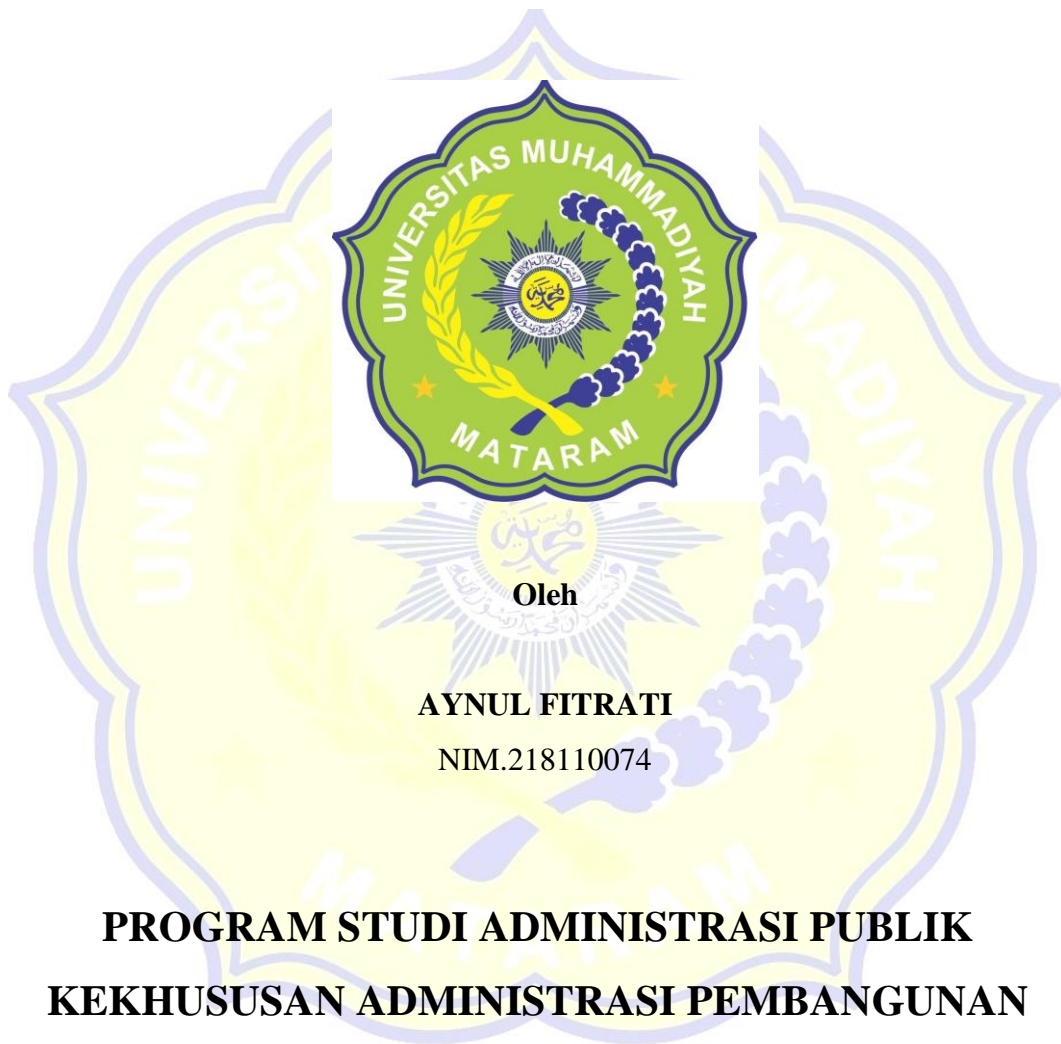 UNIVERSITAS MUHAMMADIYAH
MATARAM
Oleh
AYNUL FITRATI
NIM.218110074
PROGRAM STUDI ADMINISTRASI PUBLIK
KEKHUSUSAN ADMINISTRASI PEMBANGUNAN